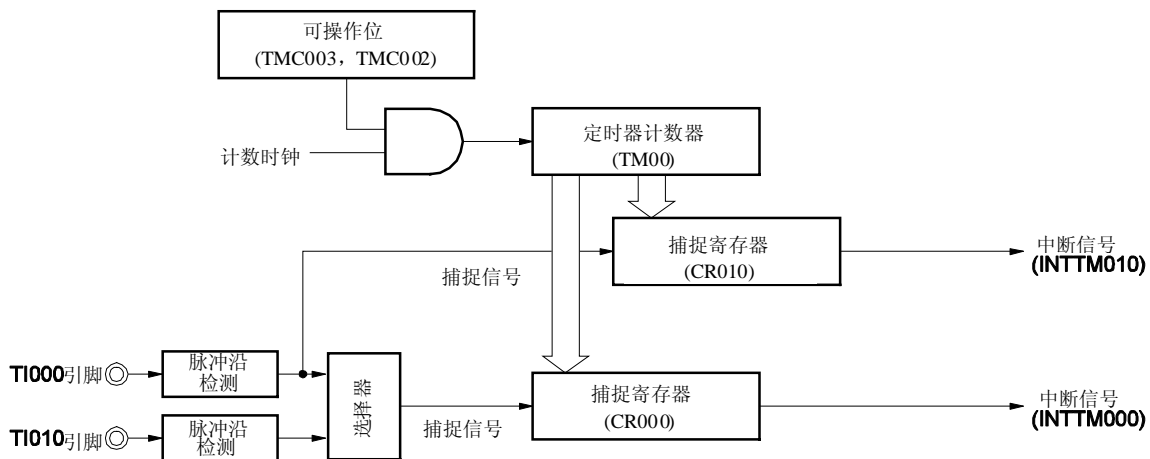 可操作位
(TMC003，TMC002)
计数时钟
定时器计数器
(TM00)
捕捉寄存器
(CR010)
中断信号
(INTTM010)
捕捉信号
TI000引脚
脉冲沿
检测
选择器
捕捉信号
捕捉寄存器
(CR000)
中断信号
(INTTM000)
TI010引脚
脉冲沿
检测